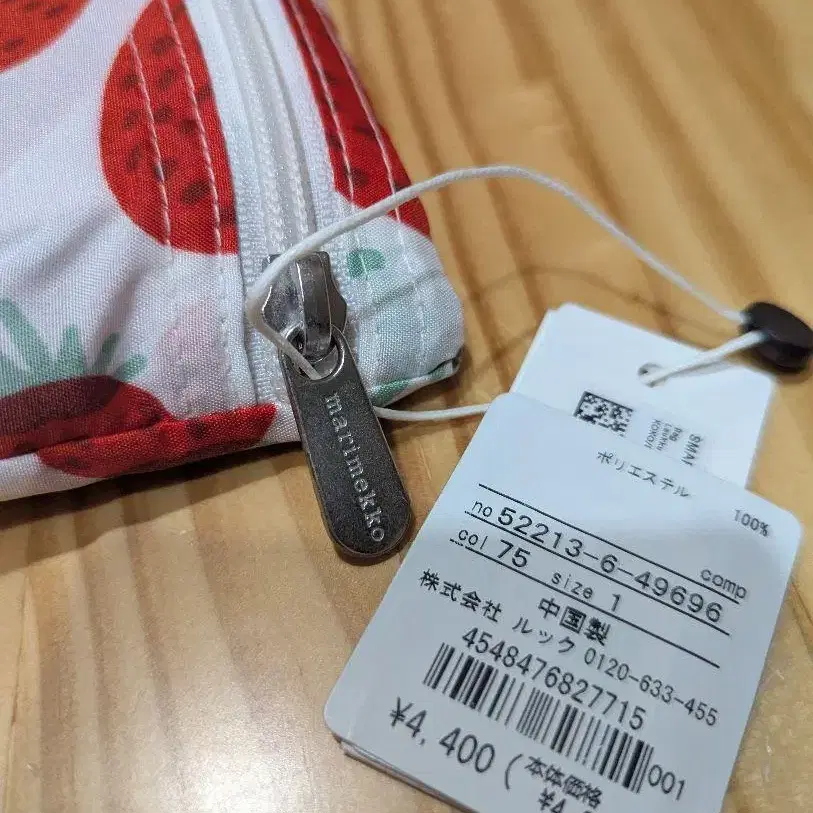 marimekko
SMAR
ポリエステル 100%
no 52213-6-49696 comp
col 75 size 1
中国製
株式会社 ルック 0120-633-455
4548476827715
001
¥4,400(本体価格